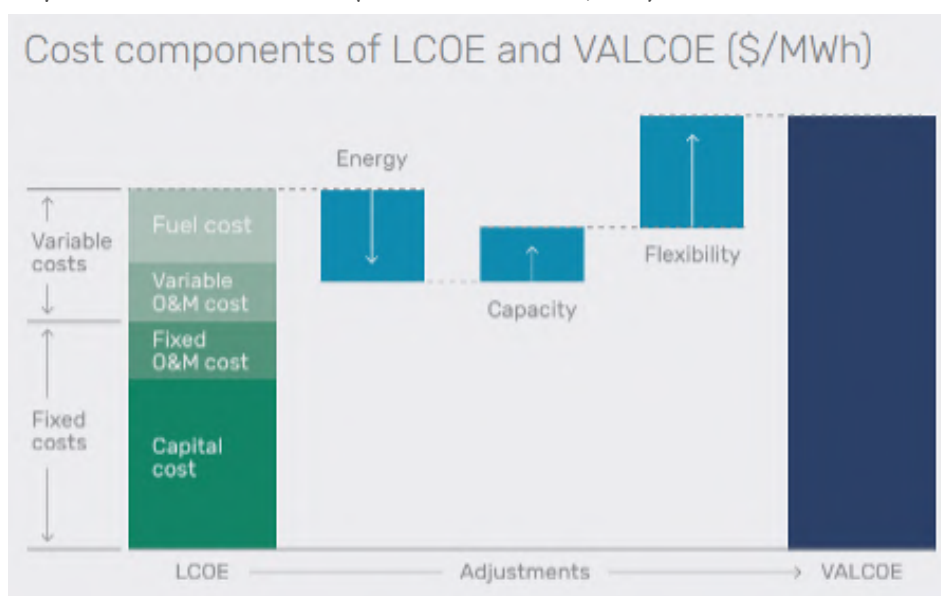 Cost components of LCOE and VALCOE ($/MWh)
Energy
Fuel cost
Variable
costs
Flexibility
Variable
O&M cost
Capacity
Fixed
O&M cost
Fixed
costs
Capital
cost
LCOE
Adjustments
VALCOE